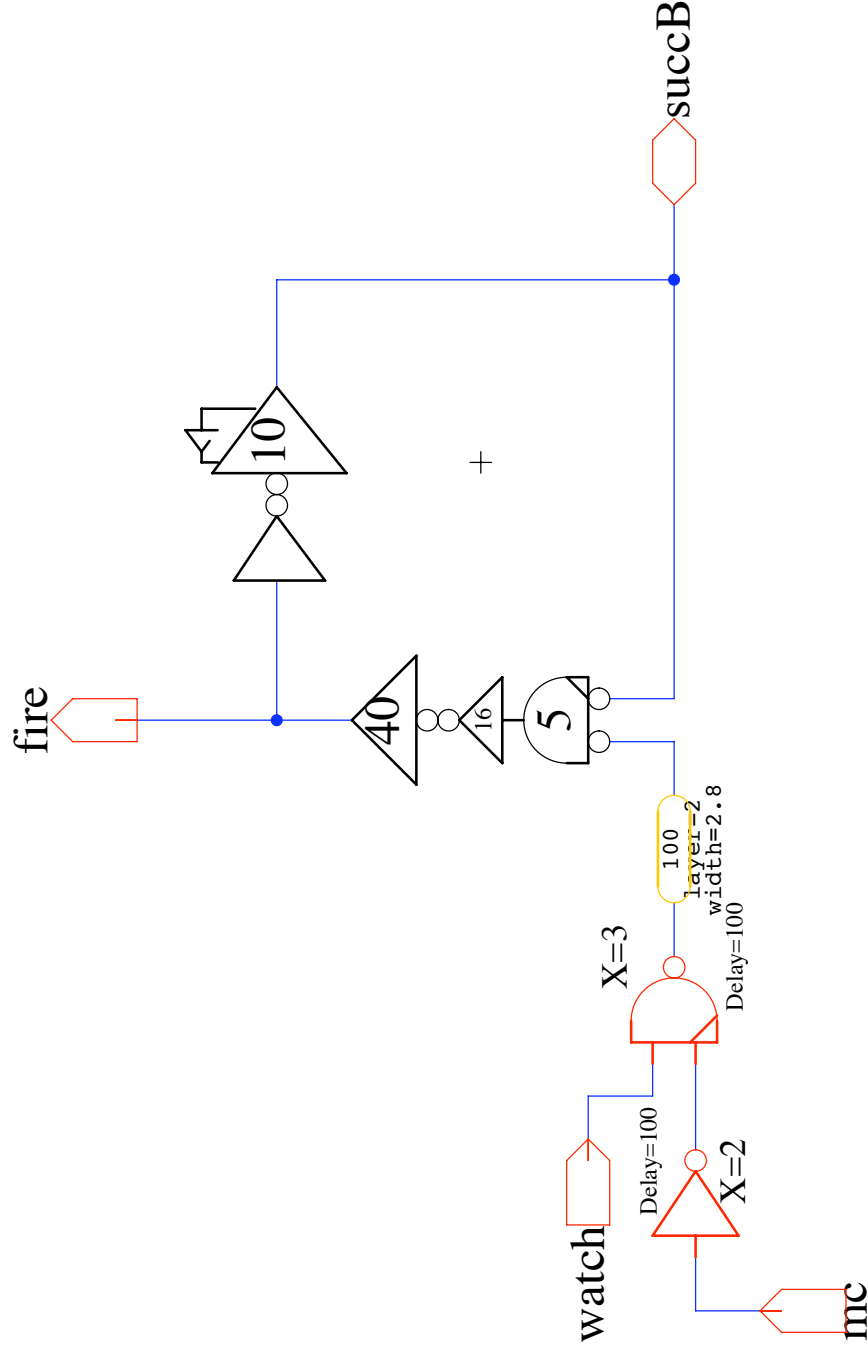 fire
succB
10
40
16
5
100
layer=2
width=2.8
X=3
Delay=100
watch
Delay=100
X=2
mc